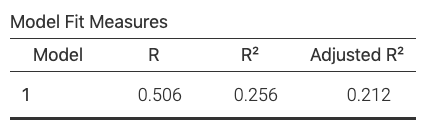 Model Fit Measures
Model R R² Adjusted R²
1 0.506 0.256 0.212